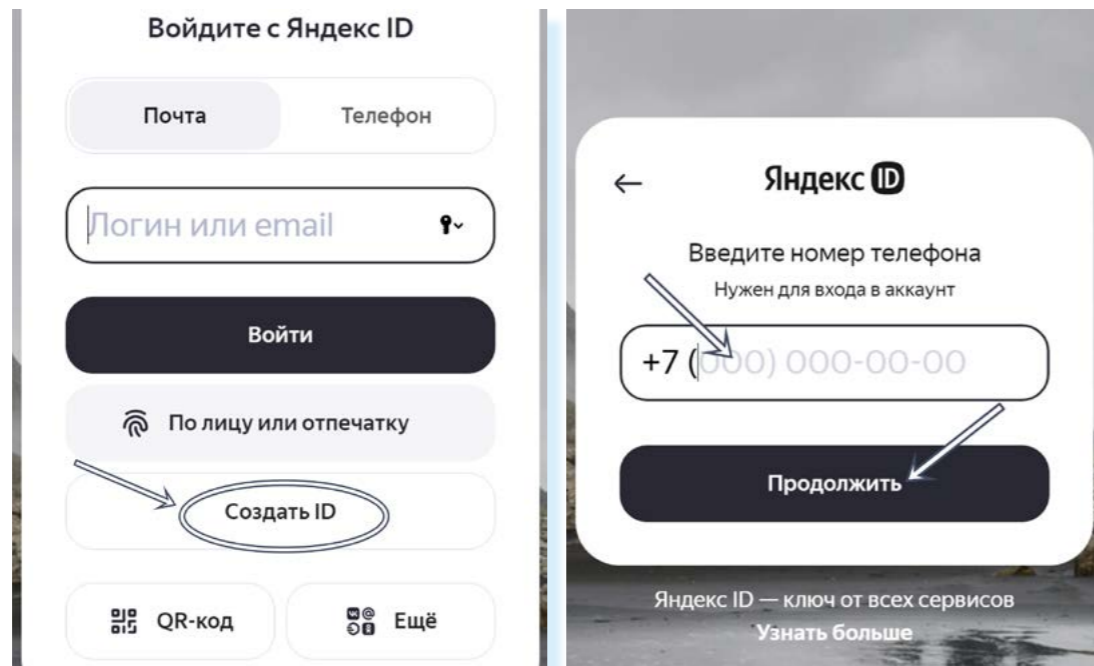 Войдите с Яндекс ID
Почта
Телефон
Логин или email
Войти
По лицу или отпечатку
Создать ID
QR-код
Ещё
Яндекс ID
Введите номер телефона
Нужен для входа в аккаунт
+7 (000) 000-00-00
Продолжить
Яндекс ID — ключ от всех сервисов
Узнать больше